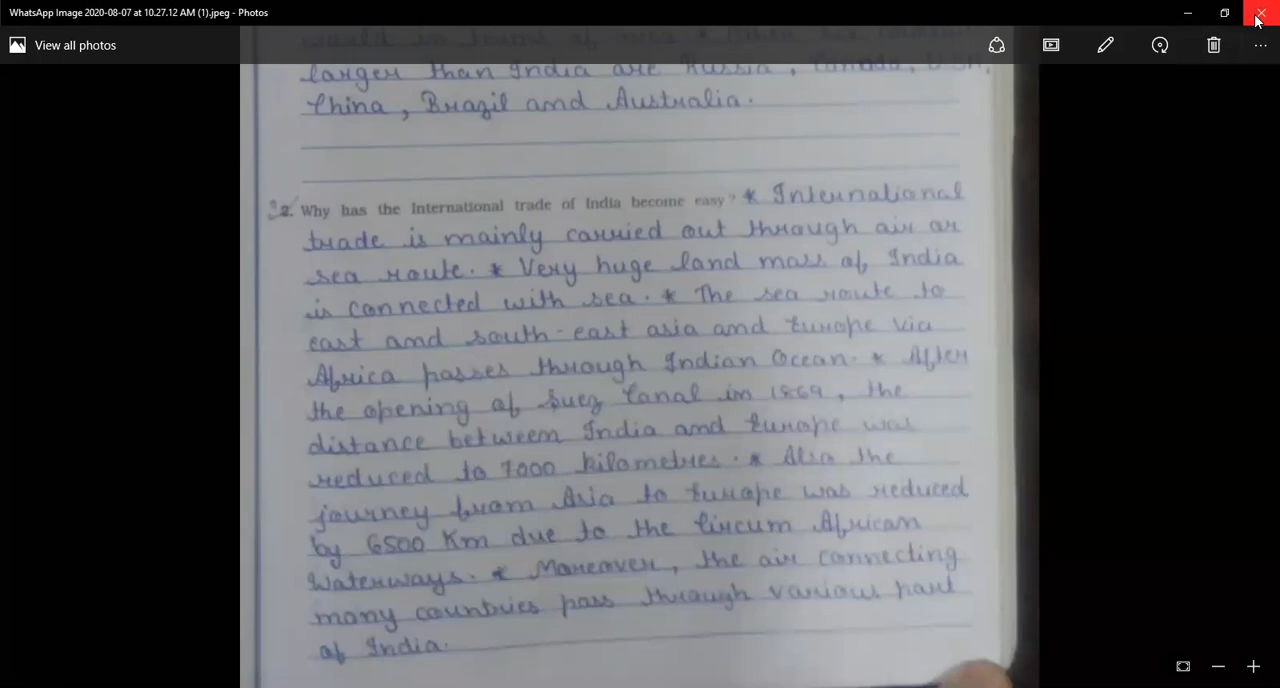 WhatsApp Image 2020-08-07 at 10.27.12 AM (1).jpeg - Photos
View all photos
larger than India are Russia, Canada, USA,
China, Brazil and Australia.
2. Why has the International trade of India become easy? * International
trade is mainly carried out through air or
sea route. * Very huge land mass of India
is connected with sea. * The sea route to
east and south-east asia and Europe via
Africa passes through Indian Ocean. * After
the opening of Suez Canal in 1869, the
distance between India and Europe was
reduced to 7000 kilometres. * Also the
journey from Asia to Europe was reduced
by 6500 Km due to the Circum African
Waterways. * Moreover, the air connecting
many countries pass through various part
of India.